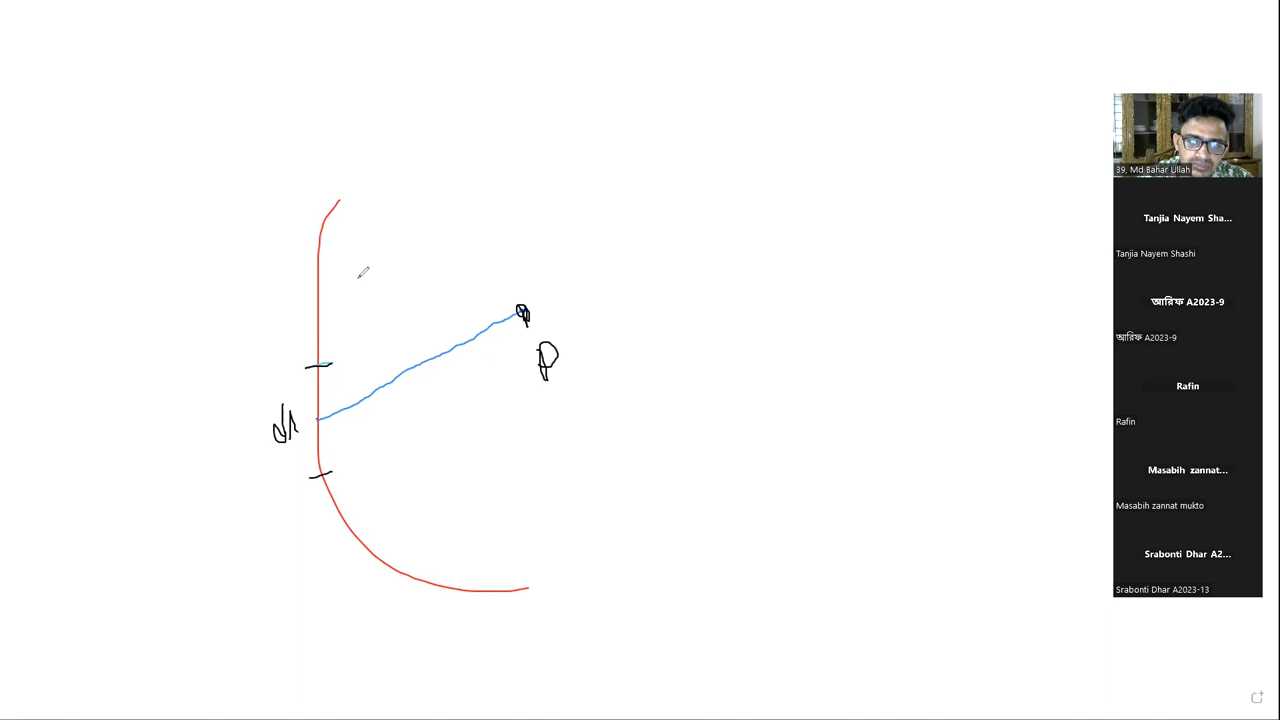 dl
P
39, Md Bahar Ullah
Tanjia Nayem Sha...
Tanjia Nayem Shashi
আরিফ A2023-9
আরিফ A2023-9
Rafin
Rafin
Masabih zannat...
Masabih zannat mukto
Srabonti Dhar A2...
Srabonti Dhar A2023-13